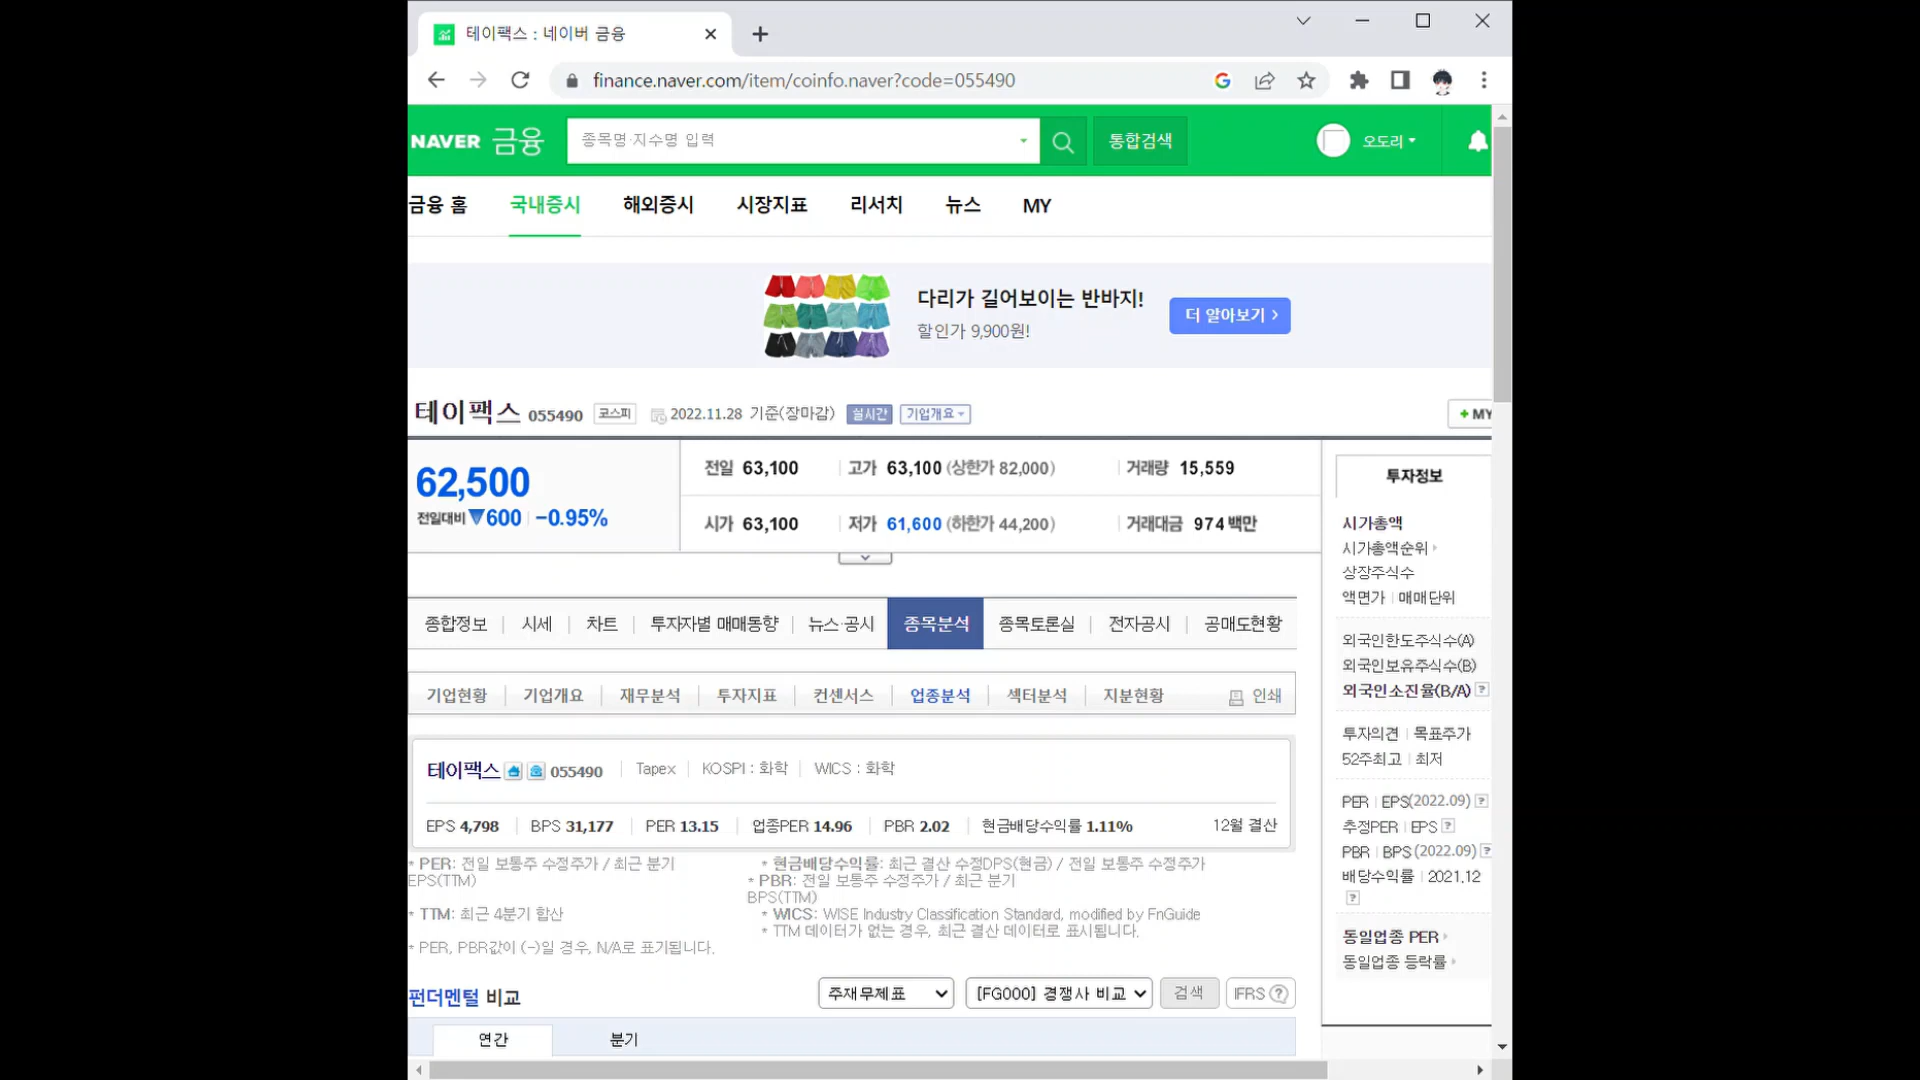 테이팩스 : 네이버 금융
finance.naver.com/item/coinfo.naver?code=055490
NAVER 금융 종목명·지수명 입력 통합검색 오도리
금융 홈 국내증시 해외증시 시장지표 리서치 뉴스 MY
다리가 길어보이는 반바지!
할인가 9,900원!
더 알아보기 >
테이팩스 055490 코스피 2022.11.28 기준(장마감) 실시간 기업개요 + MY
62,500
전일대비 ▼600 -0.95%
전일 63,100 고가 63,100 (상한가 82,000) 거래량 15,559
시가 63,100 저가 61,600 (하한가 44,200) 거래대금 974 백만
종합정보 시세 차트 투자자별 매매동향 뉴스·공시 종목분석 종목토론실 전자공시 공매도현황
기업현황 기업개요 재무분석 투자지표 컨센서스 업종분석 섹터분석 지분현황 인쇄
테이팩스 055490 Tapex KOSPI : 화학 WICS : 화학
EPS 4,798 BPS 31,177 PER 13.15 업종PER 14.96 PBR 2.02 현금배당수익률 1.11% 12월 결산
* PER: 전일 보통주 수정주가 / 최근 분기
EPS(TTM)
* TTM: 최근 4분기 합산
* PER, PBR값이 (-)일 경우, N/A로 표기됩니다.
* 현금배당수익률: 최근 결산 수정DPS(현금) / 전일 보통주 수정주가
* PBR: 전일 보통주 수정주가 / 최근 분기
BPS(TTM)
* WICS: WISE Industry Classification Standard, modified by FnGuide
* TTM 데이터가 없는 경우, 최근 결산 데이터로 표시됩니다.
펀더멘털 비교 주재무제표 [FG000] 경쟁사 비교 검색 IFRS ?
연간 분기
투자정보
시가총액
시가총액순위
상장주식수
액면가 매매단위
외국인한도주식수(A)
외국인보유주식수(B)
외국인소진율(B/A) ?
투자의견 목표주가
52주최고 최저
PER EPS(2022.09) ?
추정PER EPS ?
PBR BPS (2022.09) ?
배당수익률 2021.12
?
동일업종 PER
동일업종 등락률